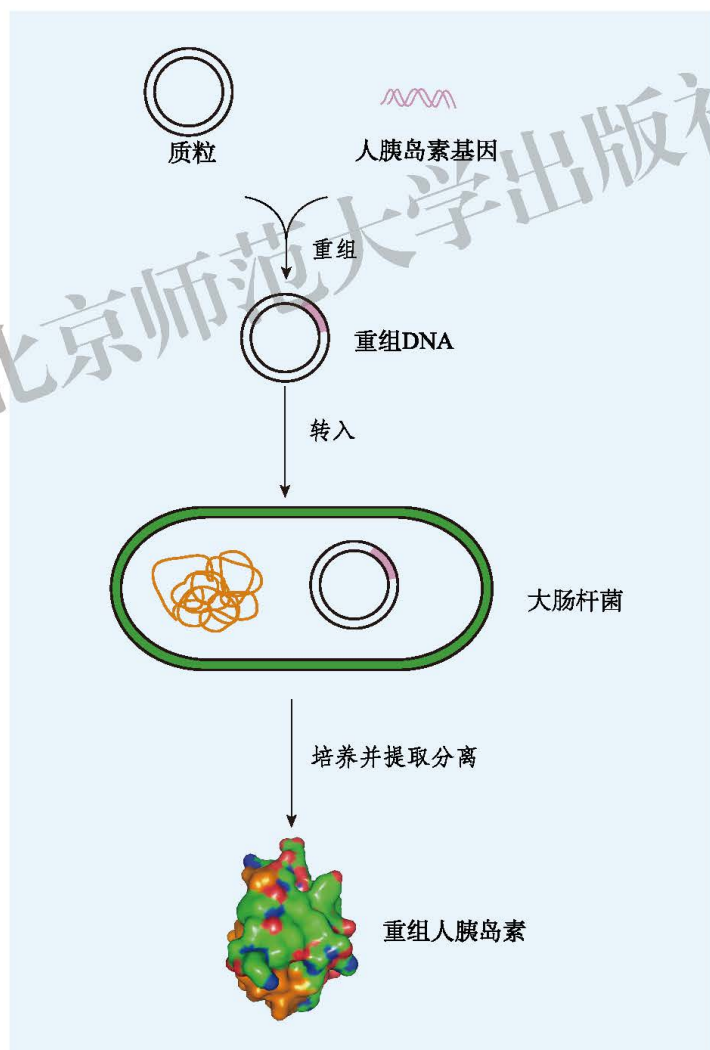 质粒
人胰岛素基因
重组
重组DNA
转入
大肠杆菌
培养并提取分离
重组人胰岛素
北京师范大学出版社